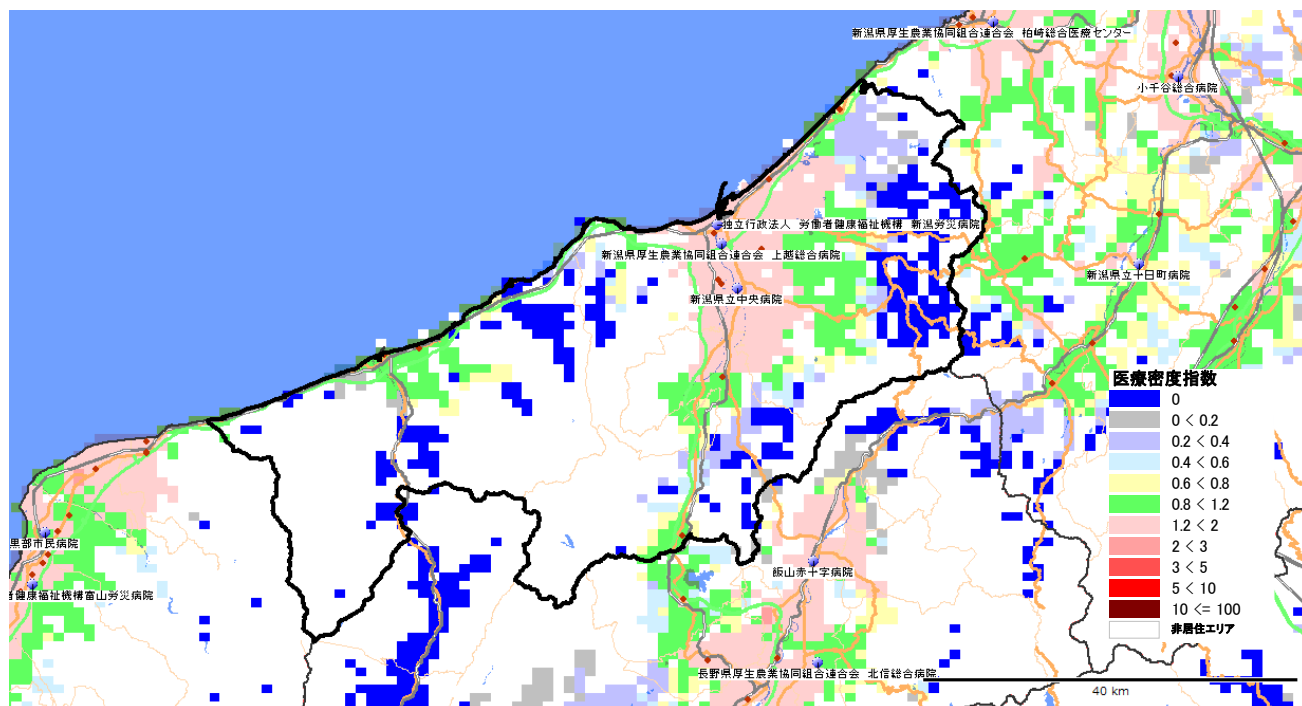 新潟県厚生農業協同組合連合会 柏崎総合医療センター
小千谷総合病院
独立行政法人 労働者健康福祉機構 新潟労災病院
新潟県厚生農業協同組合連合会 上越総合病院
新潟県立十日町病院
新潟県立中央病院
医療密度指数
0
0 < 0.2
0.2 < 0.4
0.4 < 0.6
0.6 < 0.8
0.8 < 1.2
1.2 < 2
2 < 3
3 < 5
5 < 10
10 <= 100
非居住エリア
黒部市民病院
飯山赤十字病院
者健康福祉機構富山労災病院
長野県厚生農業協同組合連合会 北信総合病院
40 km